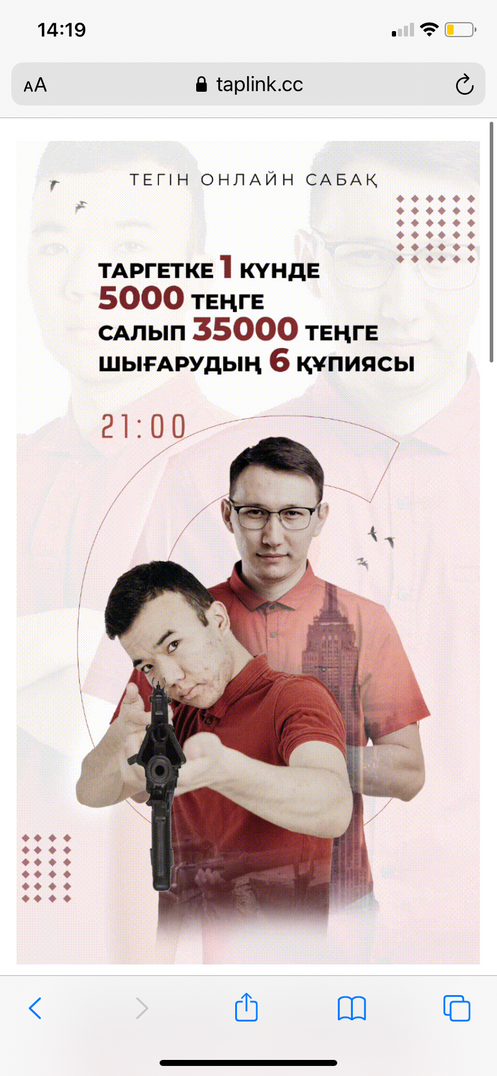 14:19
AA
taplink.cc
ТЕГІН ОНЛАЙН САБАҚ
ТАРГЕТКЕ 1 КҮНДЕ
5000 ТЕҢГЕ
САЛЫП 35000 ТЕҢГЕ
ШЫҒАРУДЫҢ 6 ҚҰПИЯСЫ
21:00